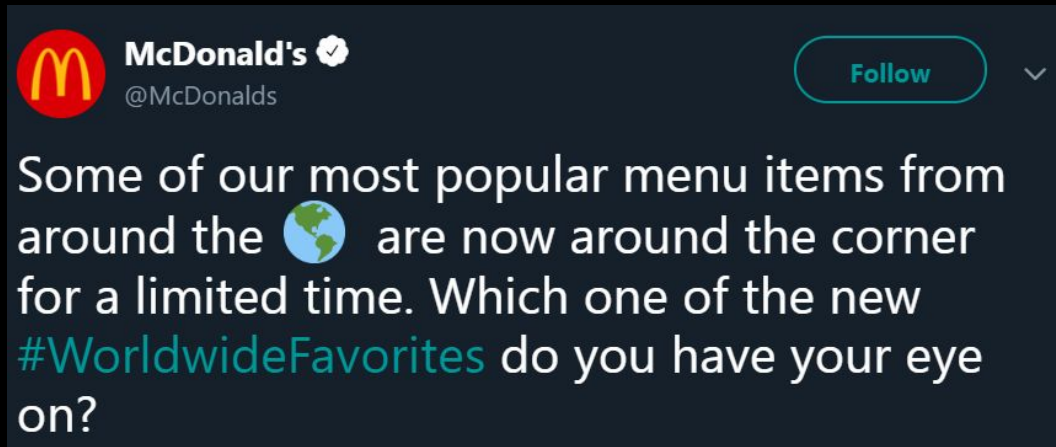 McDonald's
@McDonalds
Follow
Some of our most popular menu items from
around the 🌎 are now around the corner
for a limited time. Which one of the new
#WorldwideFavorites do you have your eye
on?